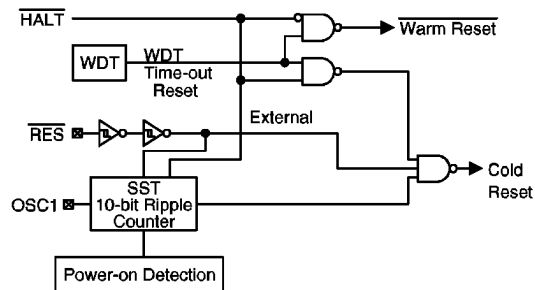 HALT
Warm Reset
WDT
WDT
Time-out
Reset
RES
External
Cold
Reset
OSC1
SST
10-bit Ripple
Counter
Power-on Detection